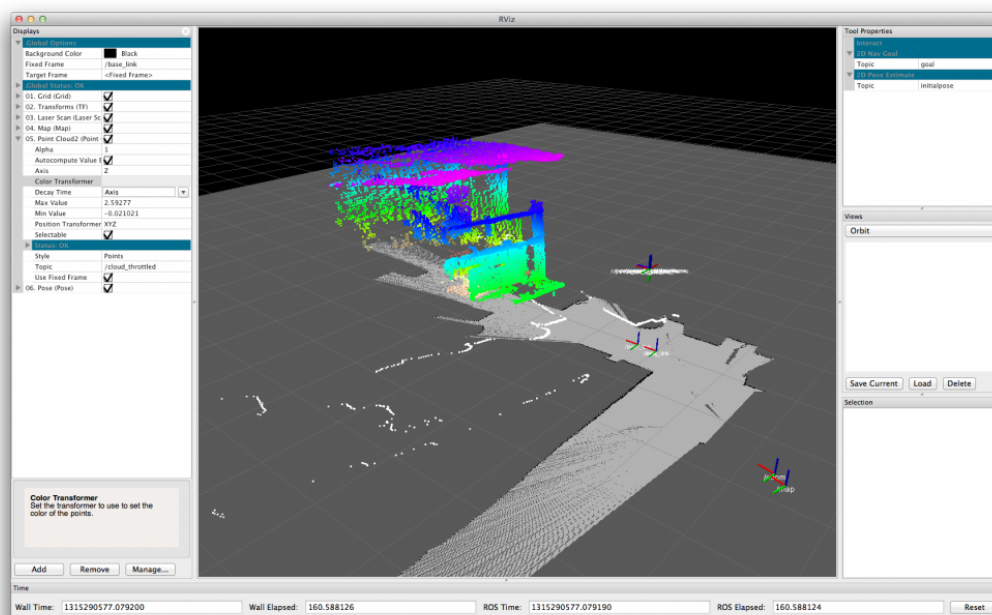 RViz
Displays
Global Options
Background Color Black
Fixed Frame /base_link
Target Frame <Fixed Frame>
Global Status: OK
01. Grid (Grid)
02. Transforms (TF)
03. Laser Scan (Laser Sc
04. Map (Map)
05. Point Cloud2 (Point
Alpha 1
Autocompute Value B
Axis Z
Color Transformer
Decay Time Axis
Max Value 2.59277
Min Value -0.021021
Position Transformer XYZ
Selectable
Status: OK
Style Points
Topic /cloud_throttled
Use Fixed Frame
06. Pose (Pose)
Color Transformer
Set the transformer to use to set the
color of the points.
Add Remove Manage...
Tool Properties
Interact
2D Nav Goal
Topic goal
2D Pose Estimate
Topic initialpose
Views
Orbit
Save Current Load Delete
Selection
Time
Wall Time: 1315290577.079200 Wall Elapsed: 160.588126 ROS Time: 1315290577.079190 ROS Elapsed: 160.588124 Reset